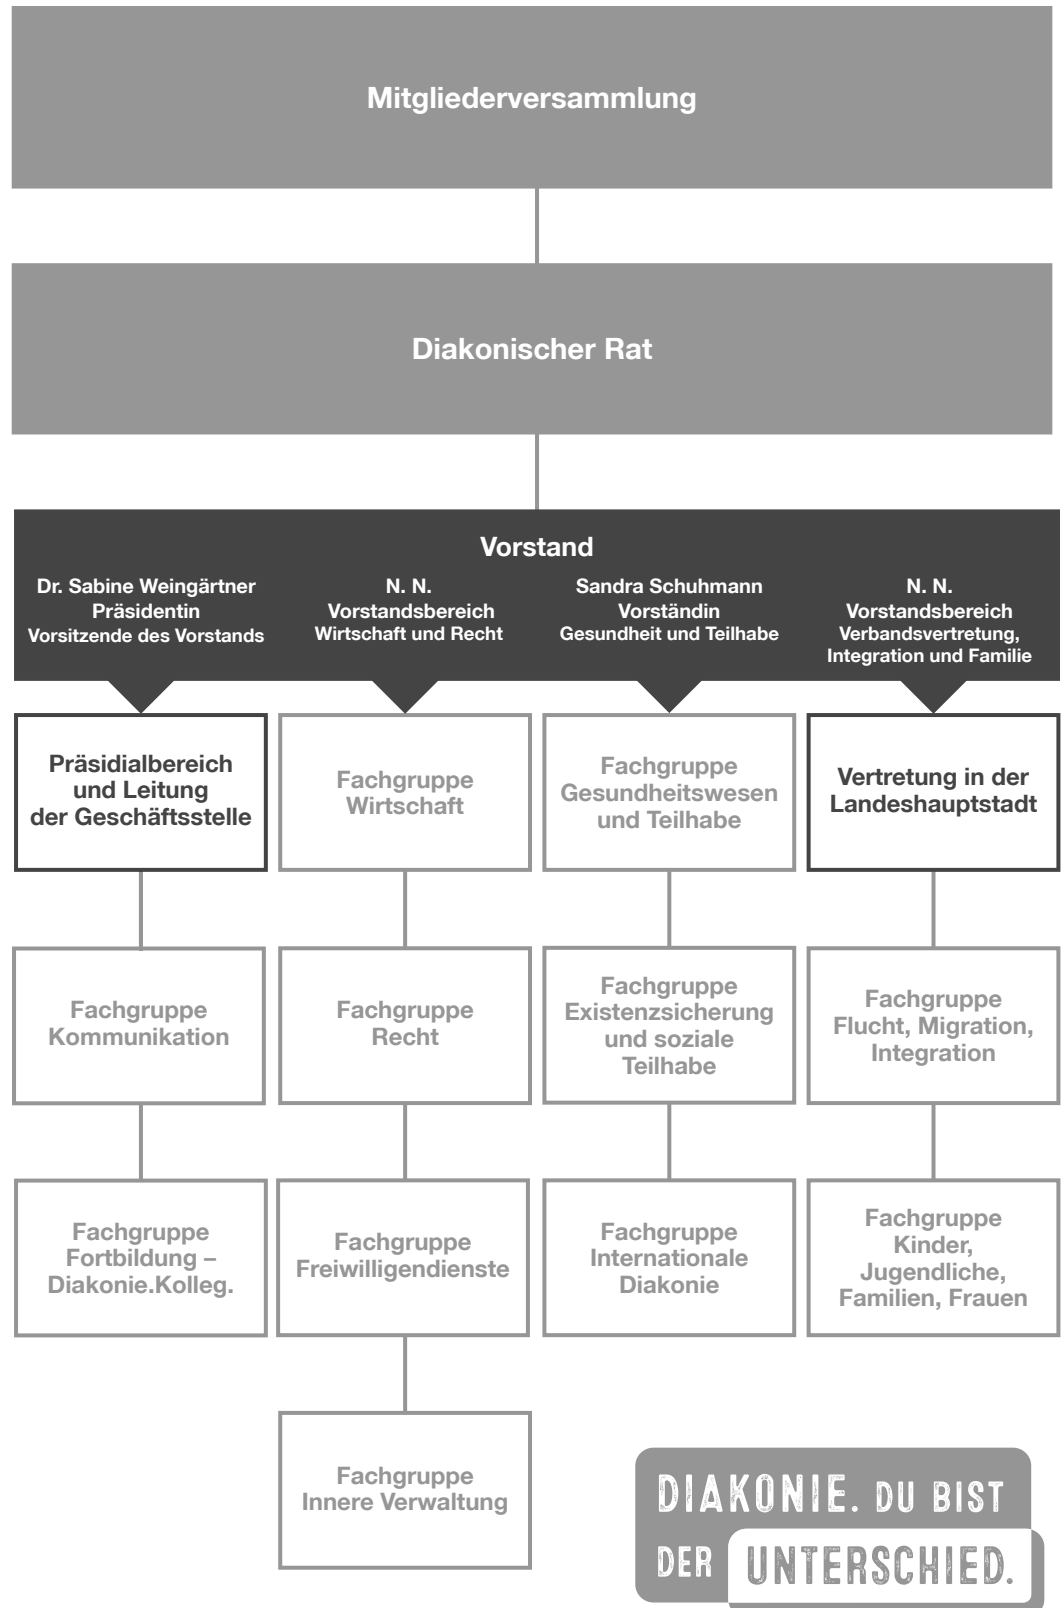 Mitgliederversammlung
Diakonischer Rat
Vorstand
Dr. Sabine Weingärtner
Präsidentin
Vorsitzende des Vorstands
N. N.
Vorstandsbereich
Wirtschaft und Recht
Sandra Schuhmann
Vorständin
Gesundheit und Teilhabe
N. N.
Vorstandsbereich
Verbandsvertretung,
Integration und Familie
Präsidialbereich
und Leitung
der Geschäftsstelle
Fachgruppe
Wirtschaft
Fachgruppe
Gesundheitswesen
und Teilhabe
Vertretung in der
Landeshauptstadt
Fachgruppe
Kommunikation
Fachgruppe
Recht
Fachgruppe
Existenzsicherung
und soziale
Teilhabe
Fachgruppe
Flucht, Migration,
Integration
Fachgruppe
Fortbildung –
Diakonie.Kolleg.
Fachgruppe
Freiwilligendienste
Fachgruppe
Internationale
Diakonie
Fachgruppe
Kinder,
Jugendliche,
Familien, Frauen
Fachgruppe
Innere Verwaltung
DIAKONIE. DU BIST
DER UNTERSCHIED.